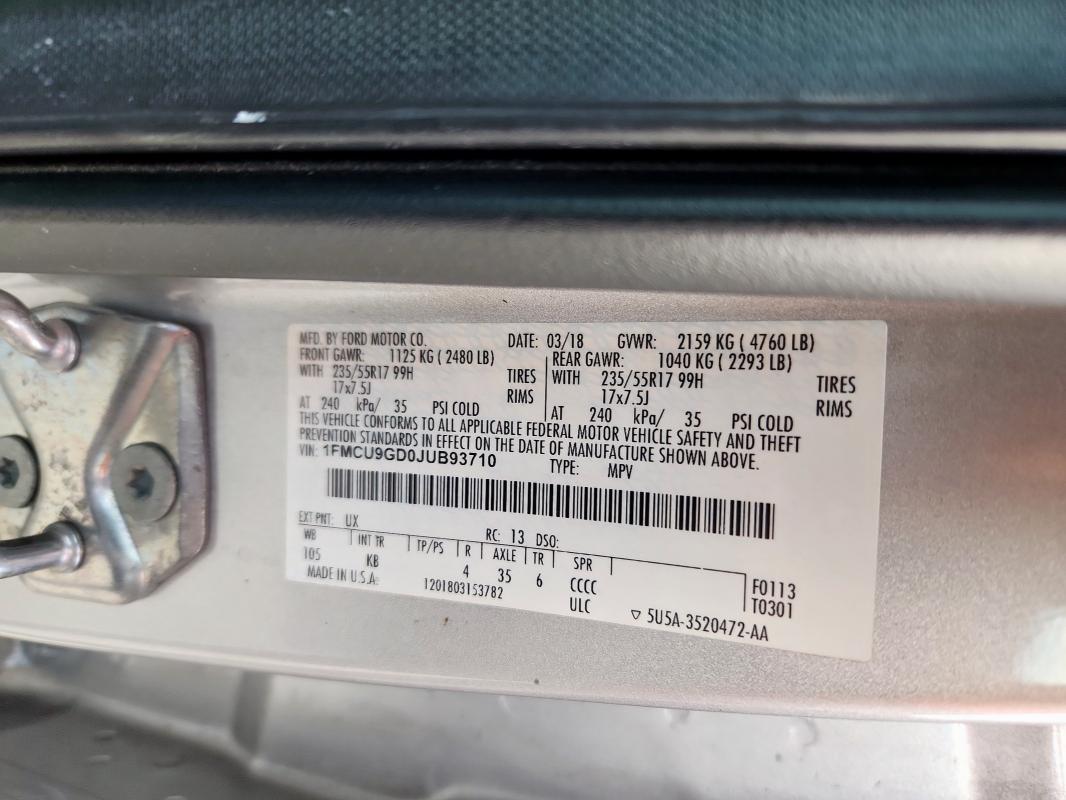 MFD. BY FORD MOTOR CO. DATE: 03/18 GVWR: 2159 KG ( 4760 LB)
FRONT GAWR: 1125 KG ( 2480 LB) REAR GAWR: 1040 KG ( 2293 LB)
WITH 235/55R17 99H TIRES WITH 235/55R17 99H TIRES
17x7.5J RIMS 17x7.5J RIMS
AT 240 kPa/ 35 PSI COLD AT 240 kPa/ 35 PSI COLD
THIS VEHICLE CONFORMS TO ALL APPLICABLE FEDERAL MOTOR VEHICLE SAFETY AND THEFT
PREVENTION STANDARDS IN EFFECT ON THE DATE OF MANUFACTURE SHOWN ABOVE.
VIN: 1FMCU9GD0JUB93710 TYPE: MPV
EXT PNT: UX RC: 13 DSO:
WB INT TR TP/PS R AXLE TR SPR
105 KB 4 35 6 CCCC F0113
MADE IN U.S.A. 1201803153782 ULC T0301
▽ 5U5A-3520472-AA